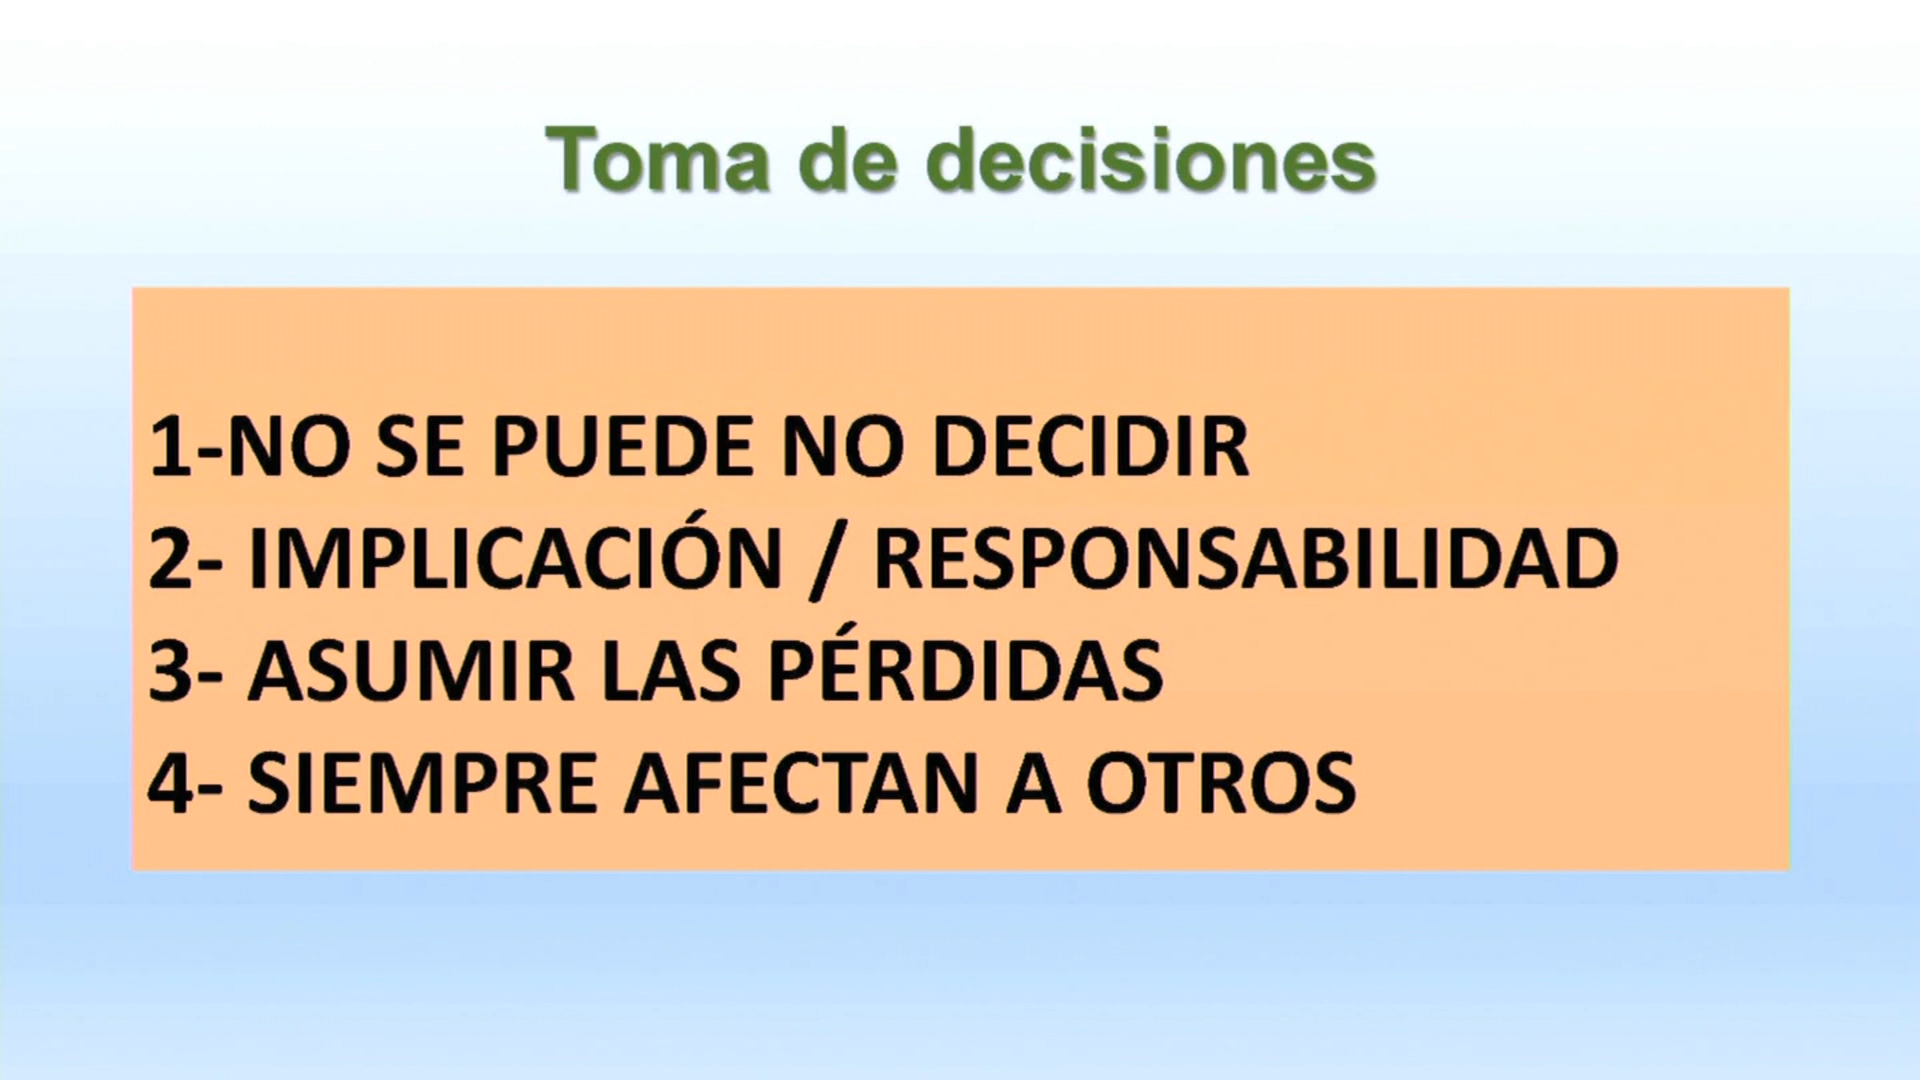 Toma de decisiones
1-NO SE PUEDE NO DECIDIR
2- IMPLICACIÓN / RESPONSABILIDAD
3- ASUMIR LAS PÉRDIDAS
4- SIEMPRE AFECTAN A OTROS